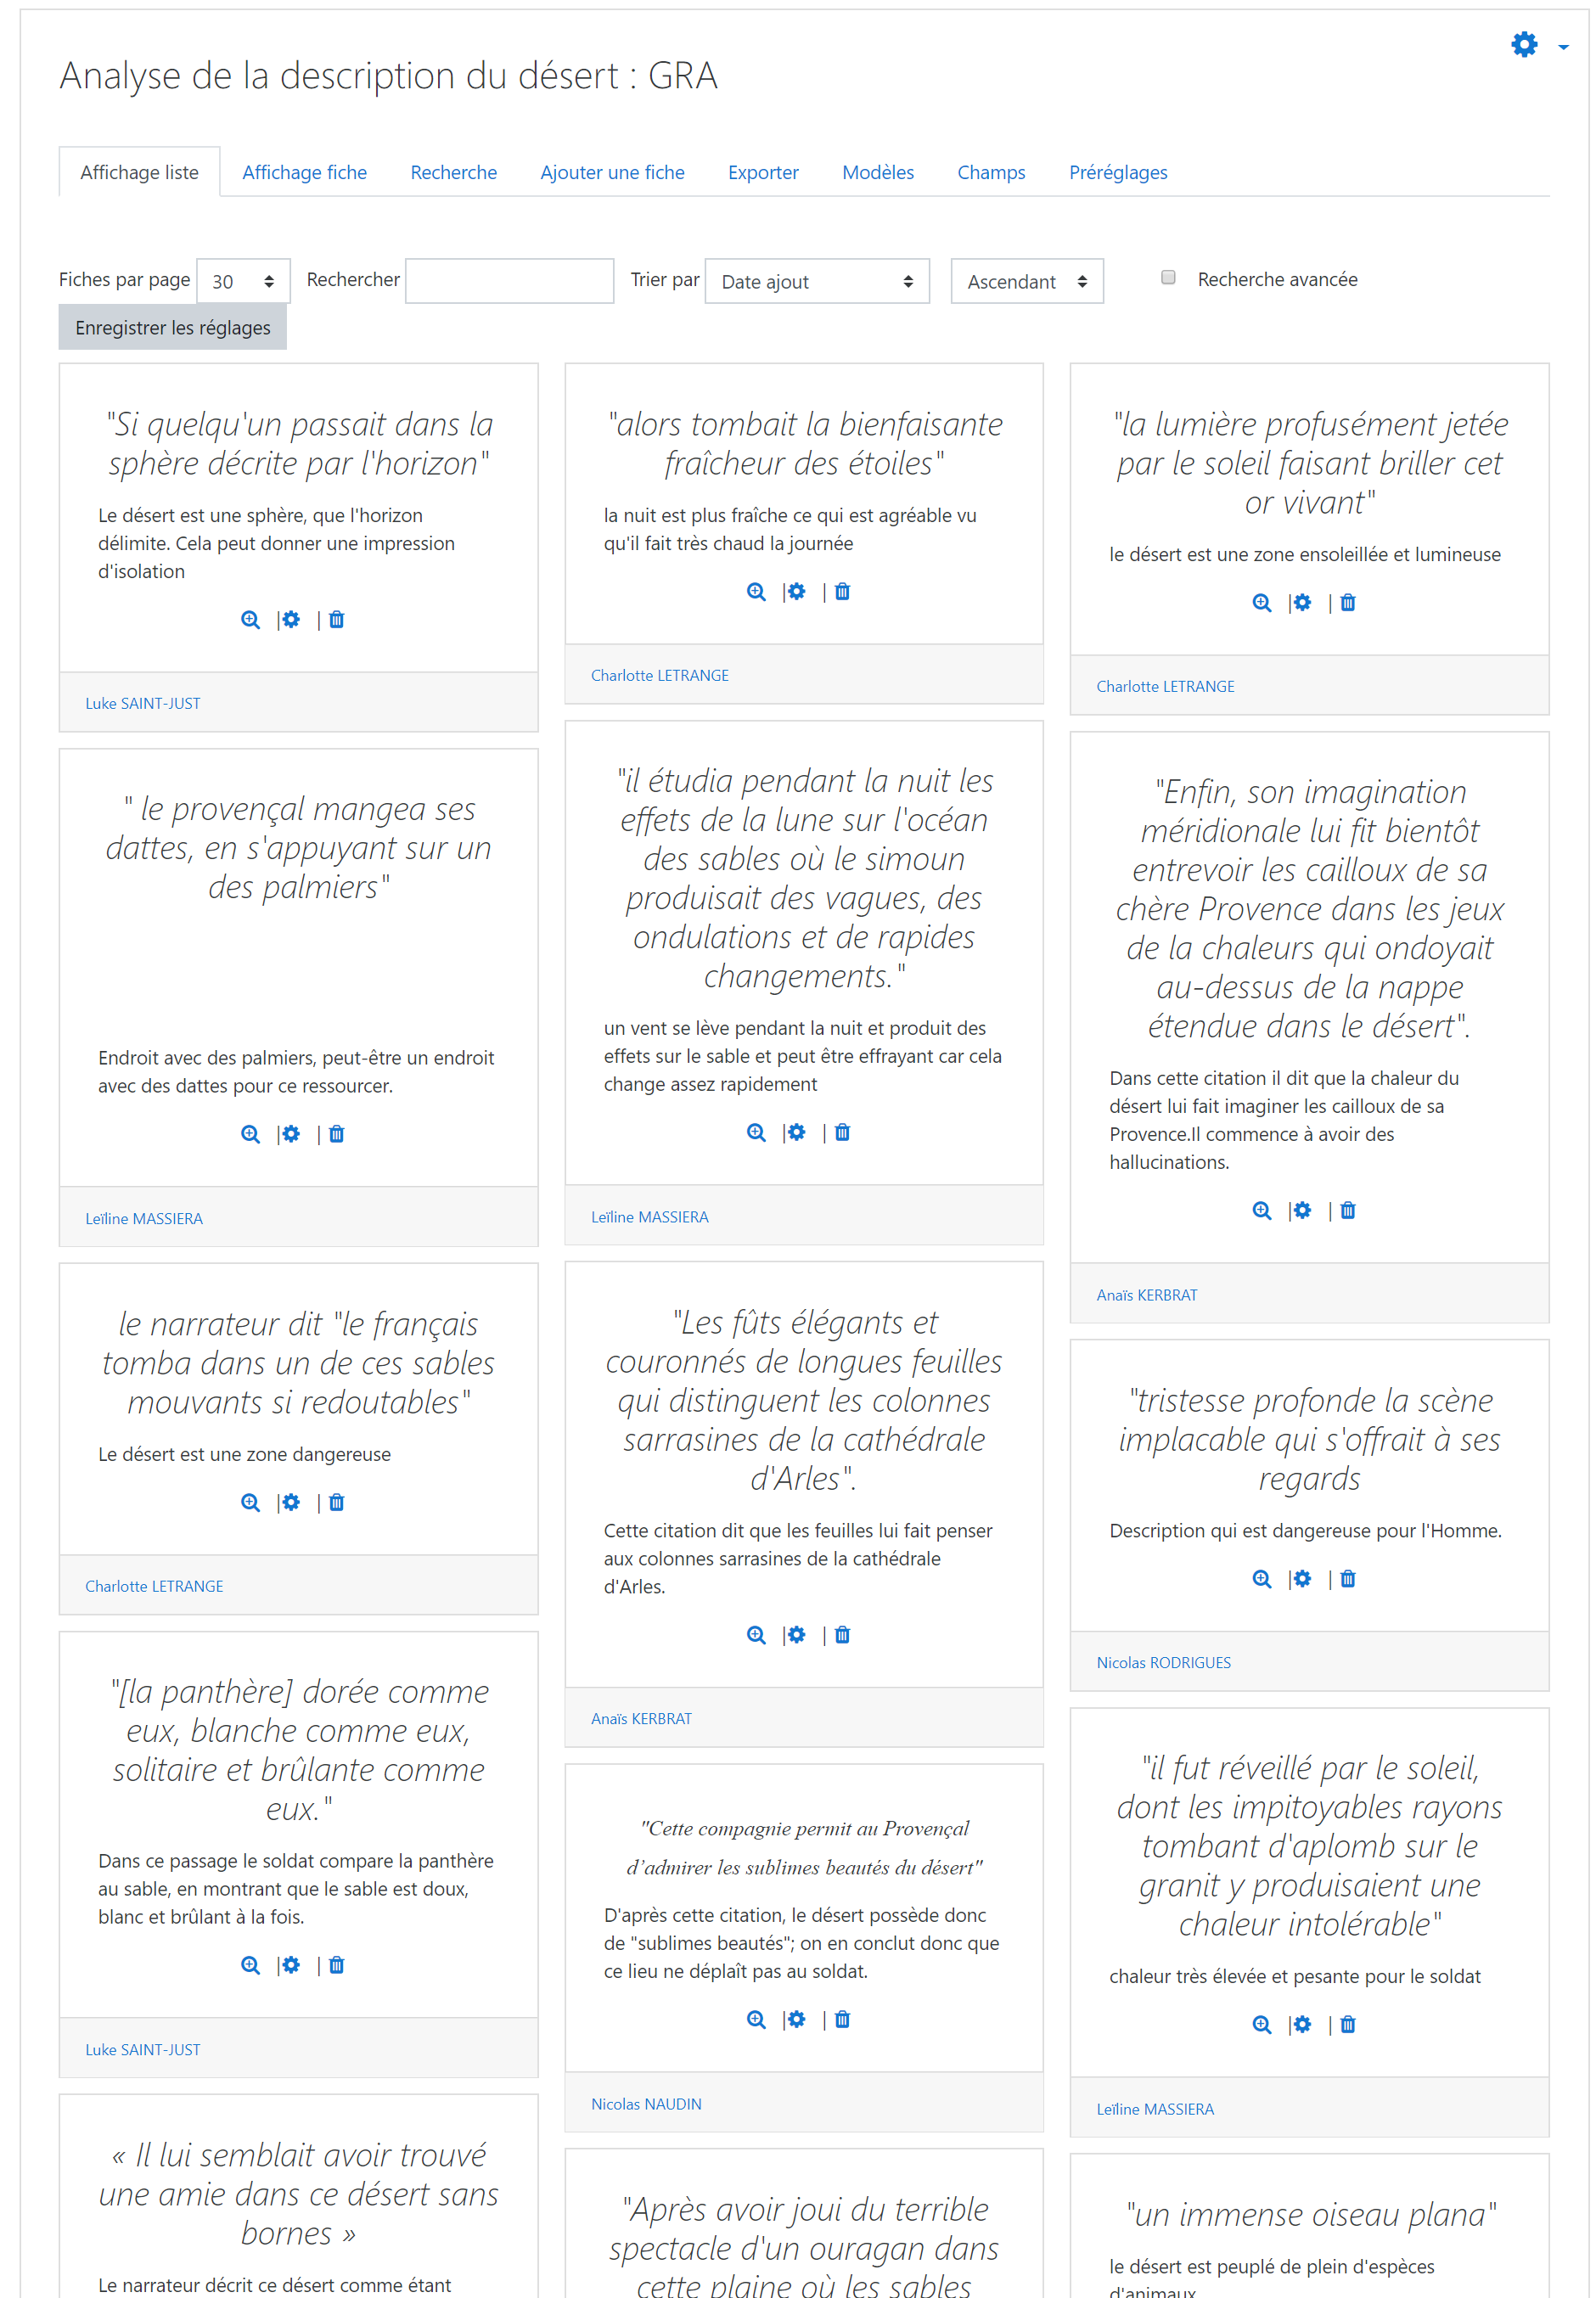 Analyse de la description du désert : GRA
Affichage liste
Affichage fiche
Recherche
Ajouter une fiche
Exporter
Modèles
Champs
Préréglages
Fiches par page
30
Rechercher
Trier par
Date ajout
Ascendant
Recherche avancée
Enregistrer les réglages
"Si quelqu'un passait dans la
sphère décrite par l'horizon"
Le désert est une sphère, que l'horizon
délimite. Cela peut donner une impression
d'isolation
Luke SAINT-JUST
" le provençal mangea ses
dattes, en s'appuyant sur un
des palmiers"
Endroit avec des palmiers, peut-être un endroit
avec des dattes pour ce ressourcer.
Leïline MASSIERA
le narrateur dit "le français
tomba dans un de ces sables
mouvants si redoutables"
Le désert est une zone dangereuse
Charlotte LETRANGE
"[la panthère] dorée comme
eux, blanche comme eux,
solitaire et brûlante comme
eux."
Dans ce passage le soldat compare la panthère
au sable, en montrant que le sable est doux,
blanc et brûlant à la fois.
Luke SAINT-JUST
« Il lui semblait avoir trouvé
une amie dans ce désert sans
bornes »
Le narrateur décrit ce désert comme étant
"alors tombait la bienfaisante
fraîcheur des étoiles"
la nuit est plus fraîche ce qui est agréable vu
qu'il fait très chaud la journée
Charlotte LETRANGE
"il étudia pendant la nuit les
effets de la lune sur l'océan
des sables où le simoun
produisait des vagues, des
ondulations et de rapides
changements."
un vent se lève pendant la nuit et produit des
effets sur le sable et peut être effrayant car cela
change assez rapidement
Leïline MASSIERA
"Les fûts élégants et
couronnés de longues feuilles
qui distinguent les colonnes
sarrasines de la cathédrale
d'Arles".
Cette citation dit que les feuilles lui fait penser
aux colonnes sarrasines de la cathédrale
d'Arles.
Anaïs KERBRAT
"Cette compagnie permit au Provençal
d’admirer les sublimes beautés du désert"
D'après cette citation, le désert possède donc
de "sublimes beautés"; on en conclut donc que
ce lieu ne déplaît pas au soldat.
Nicolas NAUDIN
"Après avoir joui du terrible
spectacle d'un ouragan dans
cette plaine où les sables
"la lumière profusément jetée
par le soleil faisant briller cet
or vivant"
le désert est une zone ensoleillée et lumineuse
Charlotte LETRANGE
"Enfin, son imagination
méridionale lui fit bientôt
entrevoir les cailloux de sa
chère Provence dans les jeux
de la chaleurs qui ondoyait
au-dessus de la nappe
étendue dans le désert".
Dans cette citation il dit que la chaleur du
désert lui fait imaginer les cailloux de sa
Provence.Il commence à avoir des
hallucinations.
Anaïs KERBRAT
"tristesse profonde la scène
implacable qui s'offrait à ses
regards
Description qui est dangereuse pour l'Homme.
Nicolas RODRIGUES
"il fut réveillé par le soleil,
dont les impitoyables rayons
tombant d'aplomb sur le
granit y produisaient une
chaleur intolérable"
chaleur très élevée et pesante pour le soldat
Leïline MASSIERA
"un immense oiseau plana"
le désert est peuplé de plein d'espèces
d'animaux